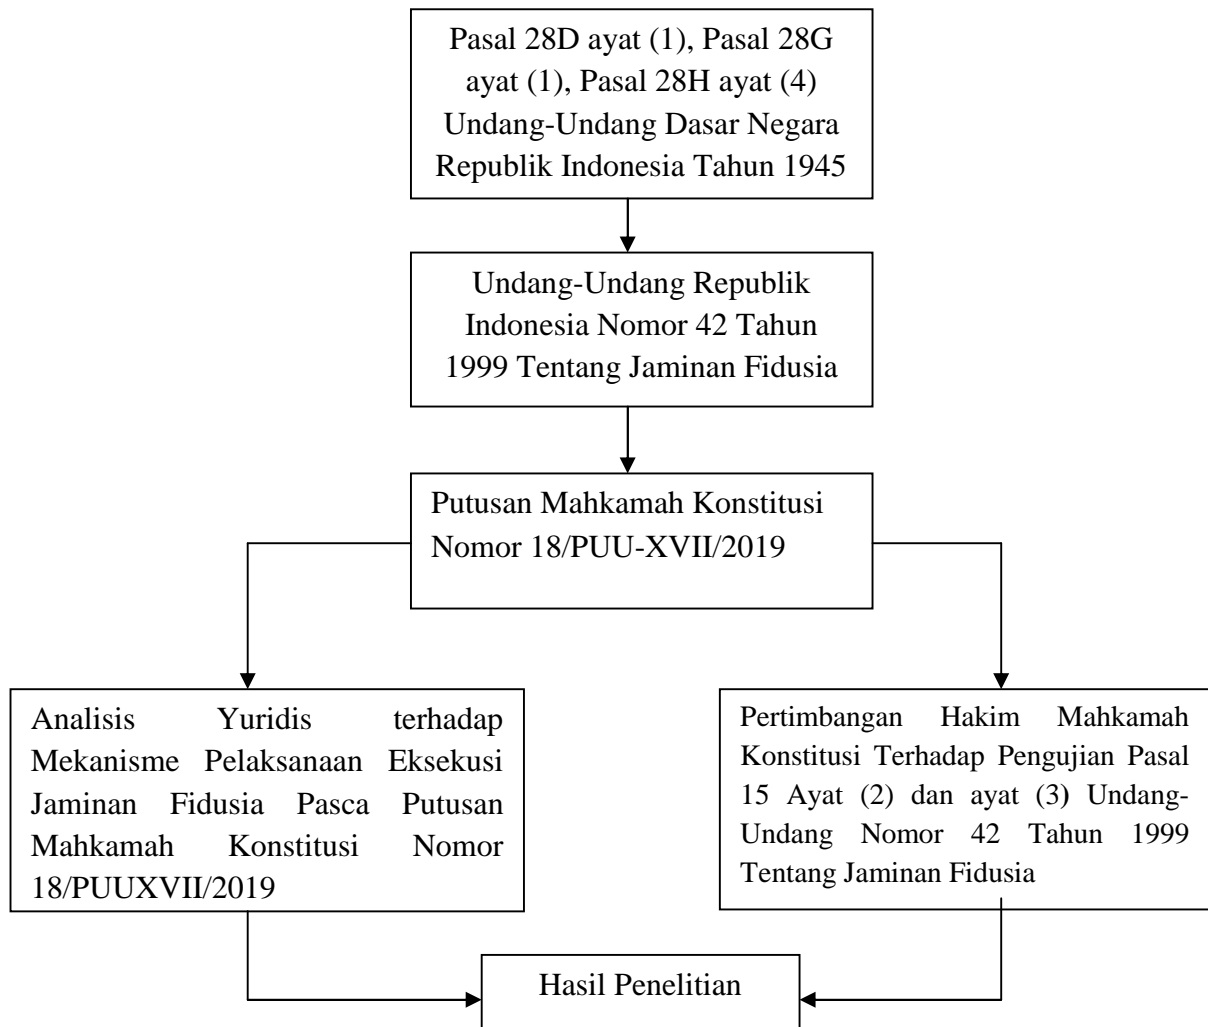 Pasal 28D ayat (1), Pasal 28G
ayat (1), Pasal 28H ayat (4)
Undang-Undang Dasar Negara
Republik Indonesia Tahun 1945
Undang-Undang Republik
Indonesia Nomor 42 Tahun
1999 Tentang Jaminan Fidusia
Putusan Mahkamah Konstitusi
Nomor 18/PUU-XVII/2019
Analisis Yuridis terhadap
Mekanisme Pelaksanaan Eksekusi
Jaminan Fidusia Pasca Putusan
Mahkamah Konstitusi Nomor
18/PUUXVII/2019
Pertimbangan Hakim Mahkamah
Konstitusi Terhadap Pengujian Pasal
15 Ayat (2) dan ayat (3) Undang-
Undang Nomor 42 Tahun 1999
Tentang Jaminan Fidusia
Hasil Penelitian